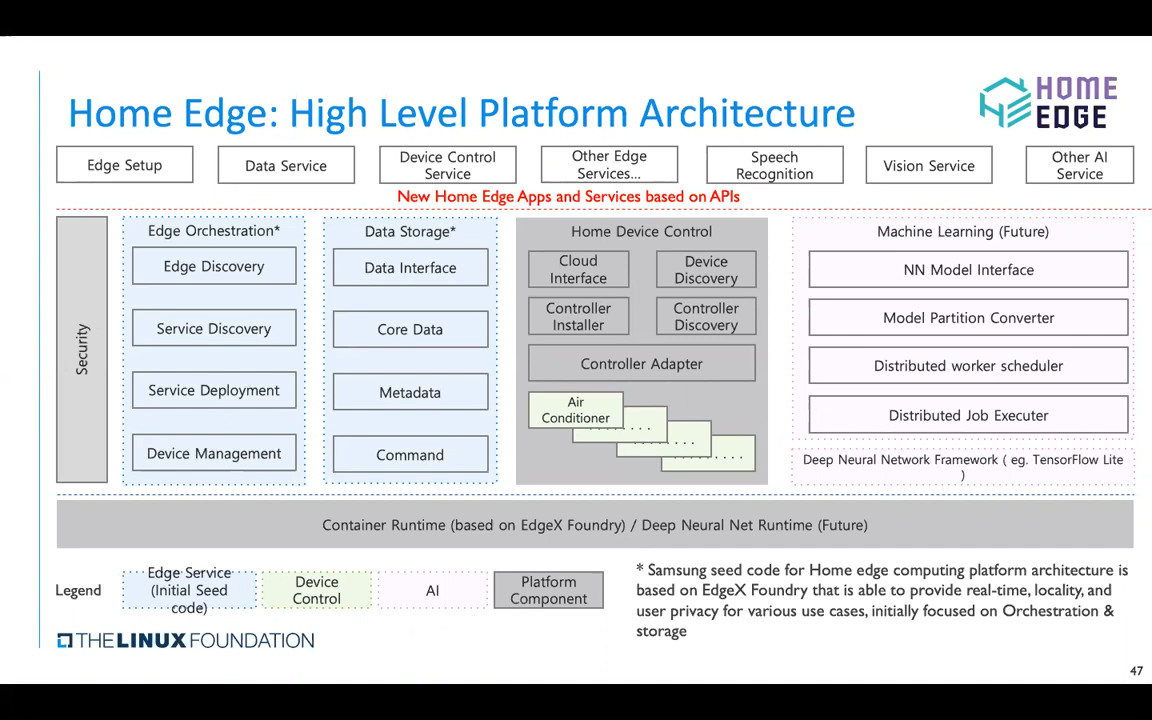 HOME
EDGE
Home Edge: High Level Platform Architecture
Edge Setup
Data Service
Device Control
Service
Other Edge
Services...
Speech
Recognition
Vision Service
Other AI
Service
New Home Edge Apps and Services based on APIs
Security
Edge Orchestration*
Edge Discovery
Service Discovery
Service Deployment
Device Management
Data Storage*
Data Interface
Core Data
Metadata
Command
Home Device Control
Cloud
Interface
Device
Discovery
Controller
Installer
Controller
Discovery
Controller Adapter
Air
Conditioner
. . . .
. . . .
. . . .
Machine Learning (Future)
NN Model Interface
Model Partition Converter
Distributed worker scheduler
Distributed Job Executer
Deep Neural Network Framework ( eg. TensorFlow Lite
)
Container Runtime (based on EdgeX Foundry) / Deep Neural Net Runtime (Future)
Legend
Edge Service
(Initial Seed
code)
Device
Control
AI
Platform
Component
* Samsung seed code for Home edge computing platform architecture is
based on EdgeX Foundry that is able to provide real-time, locality, and
user privacy for various use cases, initially focused on Orchestration &
storage
THE LINUX FOUNDATION
47